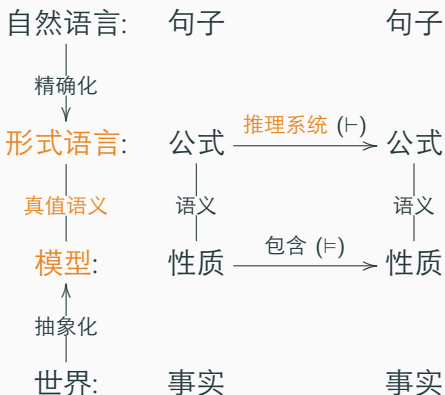 自然语言: 句子 句子
精确化
形式语言: 公式 推理系统 (⊢) 公式
真值语义 语义 语义
模型: 性质 包含 (⊨) 性质
抽象化
世界: 事实 事实